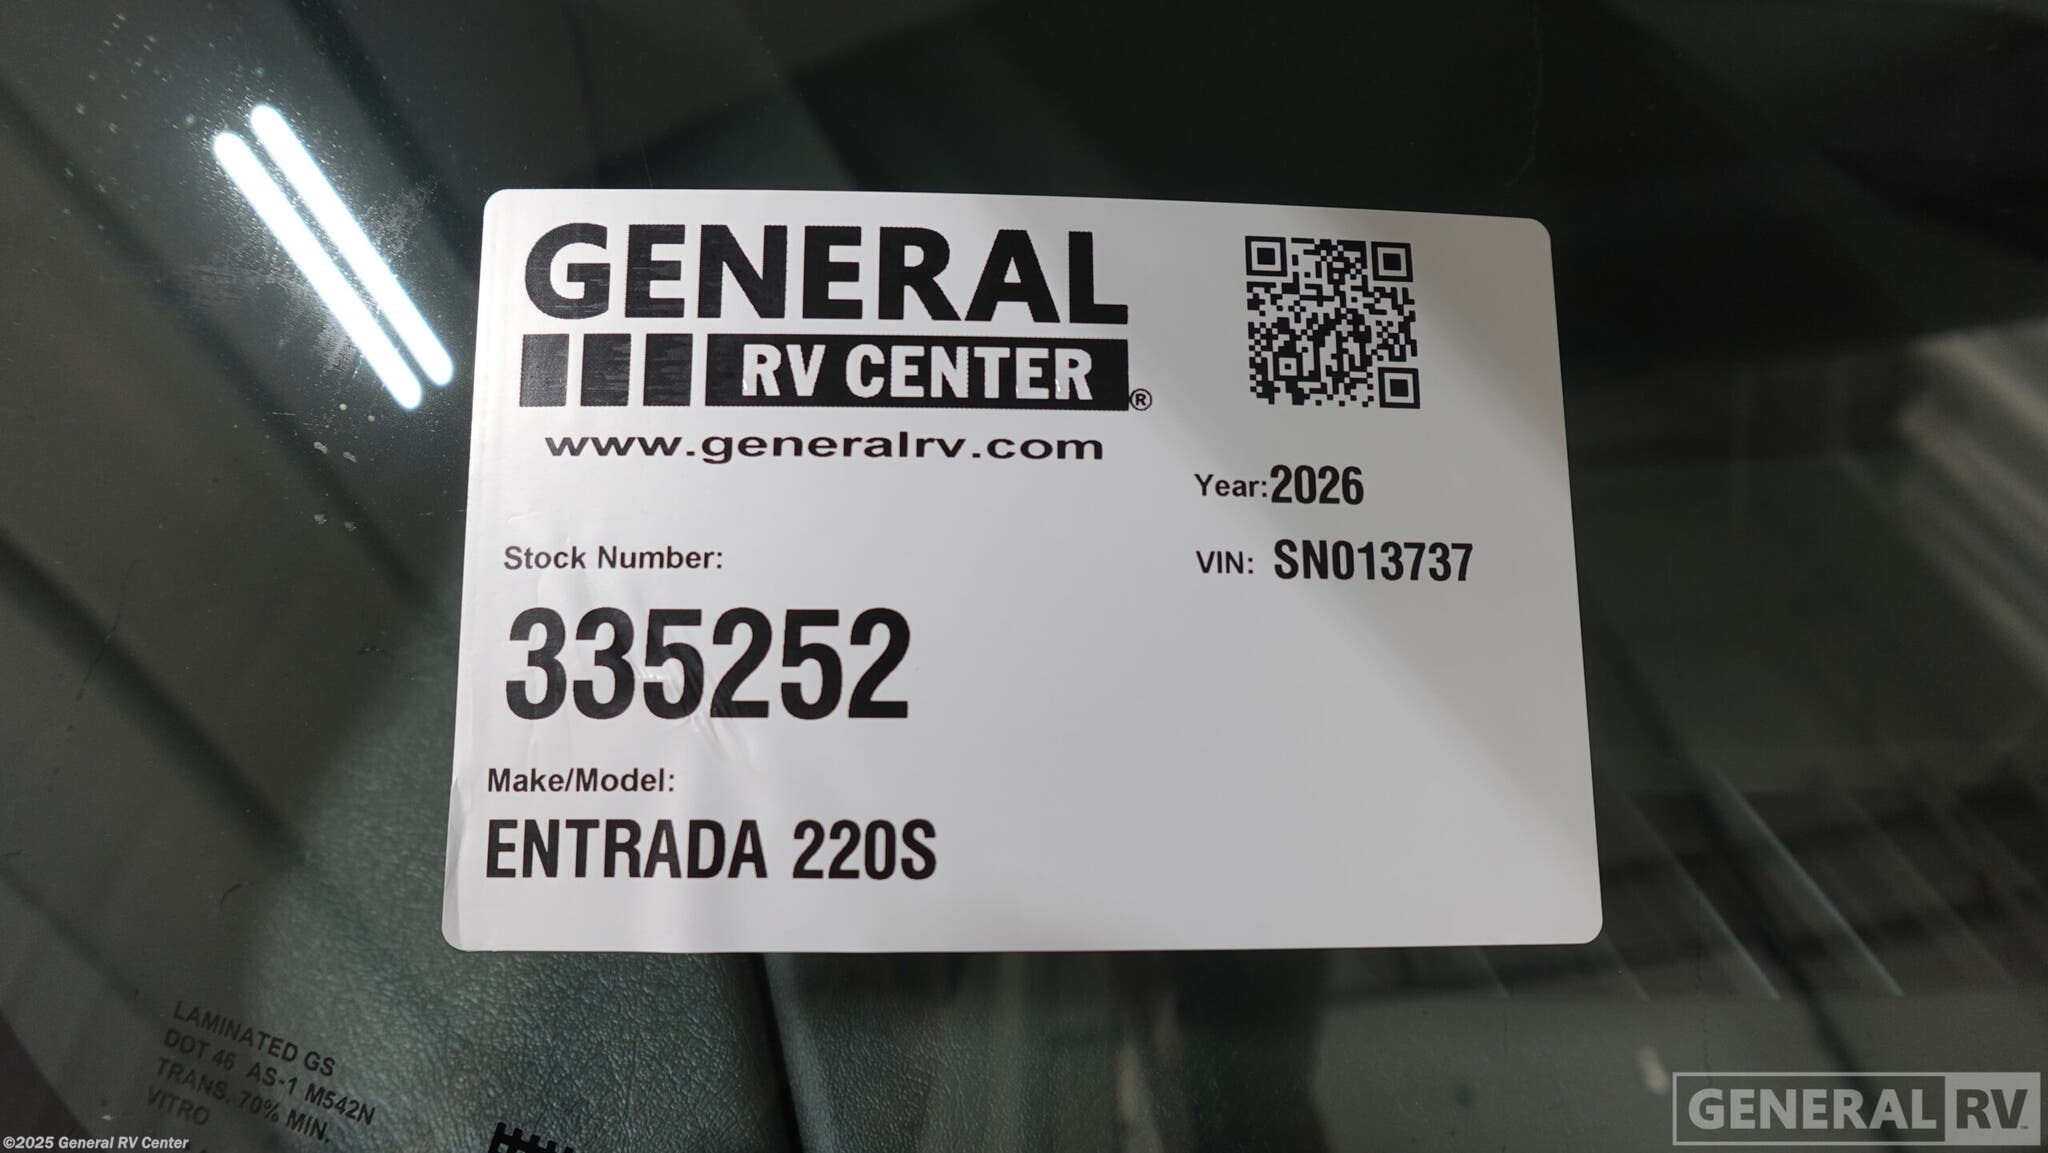 GENERAL
RV CENTER®
www.generalrv.com
Year: 2026
VIN: SN013737
Stock Number:
335252
Make/Model:
ENTRADA 220S
LAMINATED GS
DOT 46 AS-1 M542N
TRANS. 70% MIN.
VITRO
©2025 General RV Center
GENERAL RV™